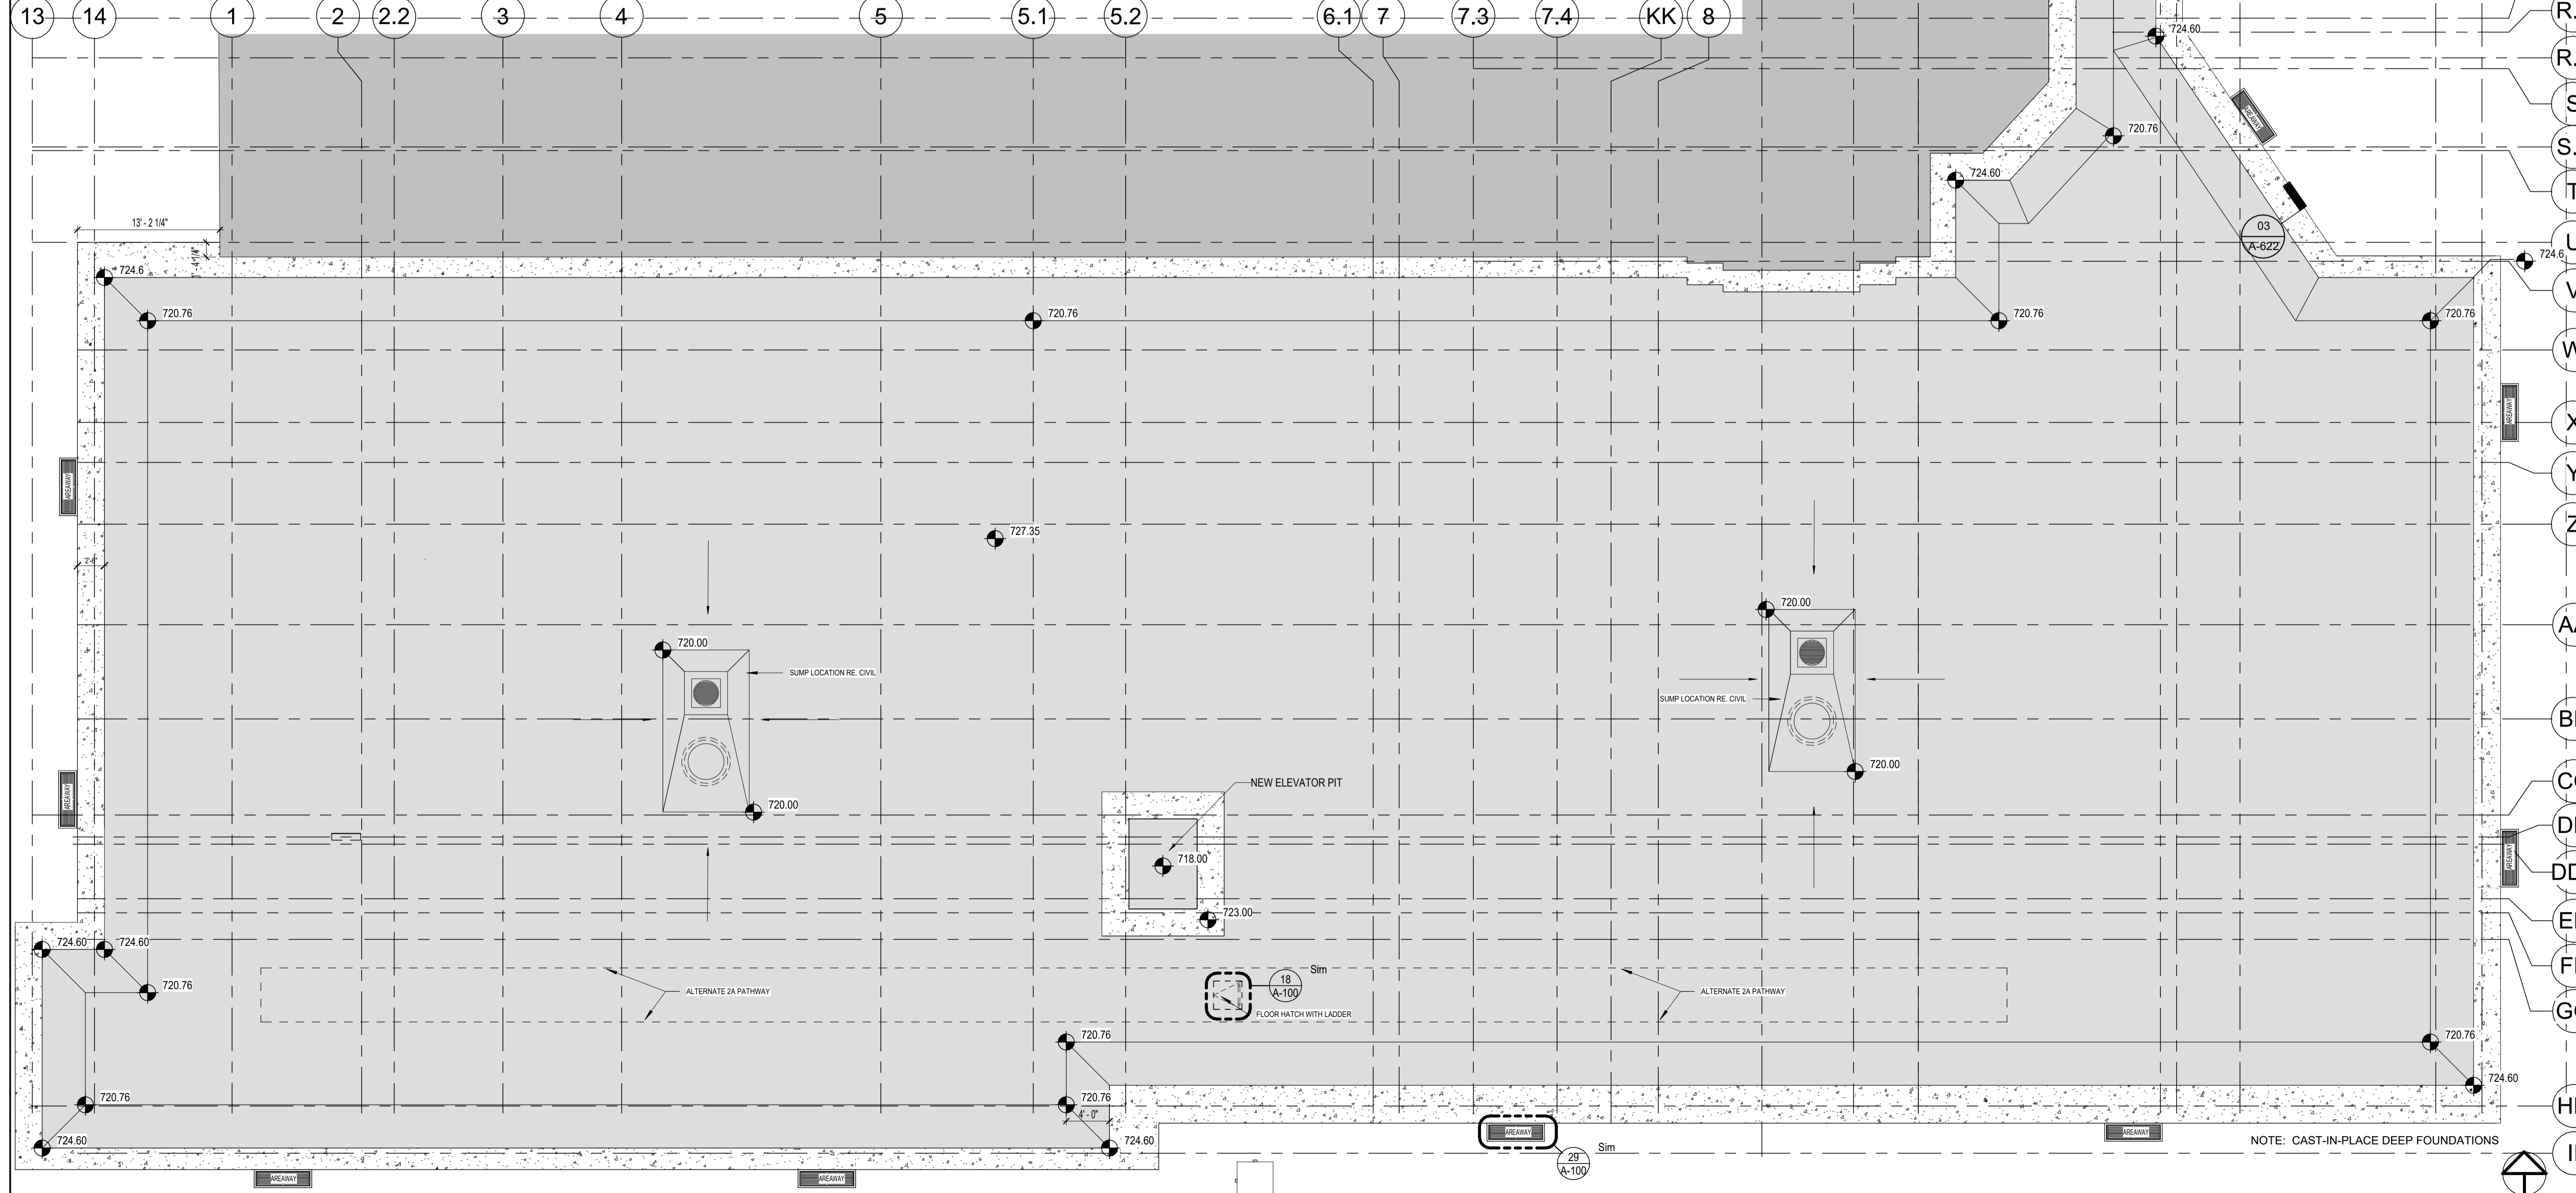 13 14 1 2 2.2 3 4 5 5.1 5.2 6.1 7 7.3 7.4 KK 8
724.60
720.76
724.60
AREAWAY
03
A-622
724.6
13' - 2 1/4"
724.6
720.76
720.76
720.76
720.76
AREAWAY
AREAWAY
727.35
2'-6"
720.00
SUMP LOCATION RE. CIVIL
720.00
720.00
SUMP LOCATION RE. CIVIL
720.00
NEW ELEVATOR PIT
718.00
723.00
AREAWAY
AREAWAY
724.60
724.60
720.76
ALTERNATE 2A PATHWAY
18
A-100
Sim
FLOOR HATCH WITH LADDER
ALTERNATE 2A PATHWAY
720.76
720.76
724.60
720.76
720.76
4' - 0"
724.60
724.60
AREAWAY
AREAWAY
AREAWAY
29
A-100
Sim
AREAWAY
NOTE: CAST-IN-PLACE DEEP FOUNDATIONS
R.
R.
S
S.
T
U
V
W
X
Y
Z